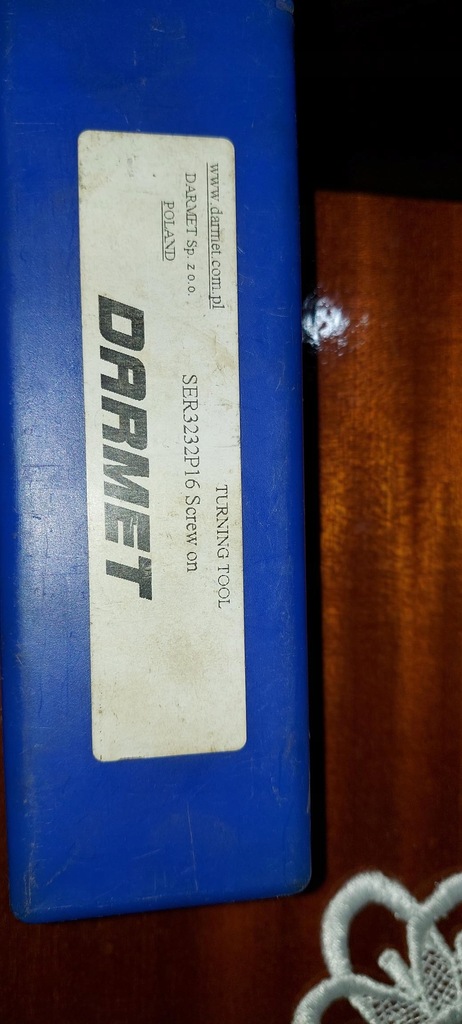 www.darmet.com.pl
DARMET Sp. z o.o.
POLAND
TURNING TOOL
SER3232P16 Screw on
DARMET